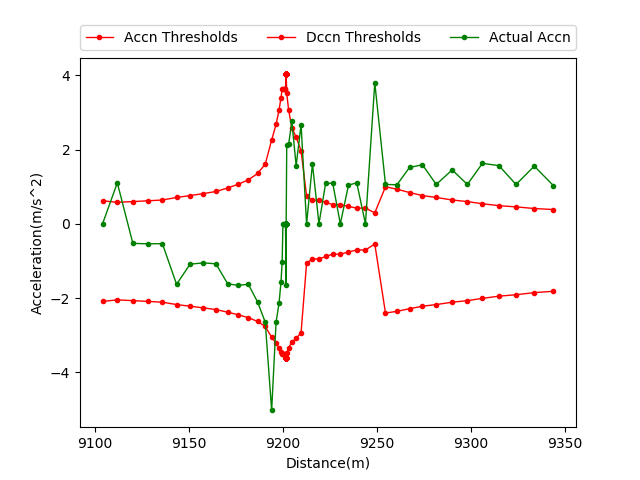 Accn Thresholds Dccn Thresholds Actual Accn
4
2
0
−2
−4
Acceleration(m/s^2)
9100 9150 9200 9250 9300 9350
Distance(m)